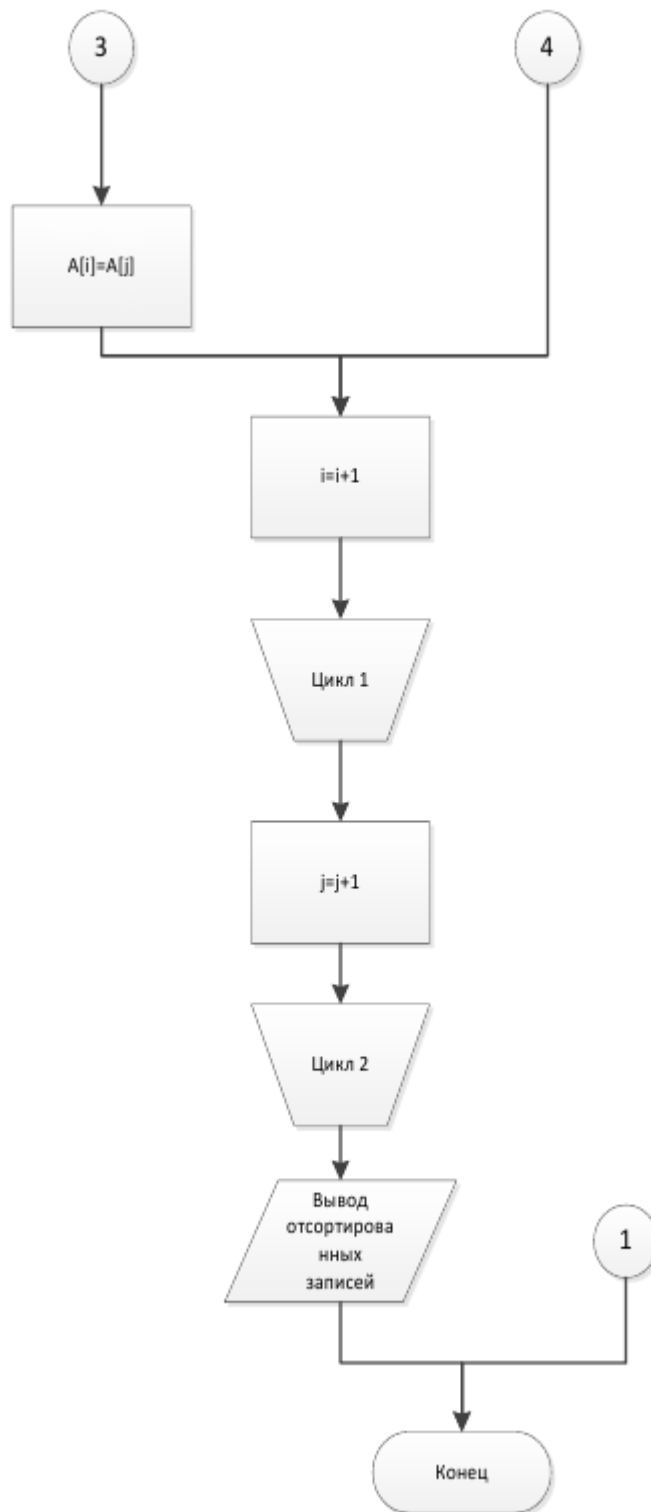 3
4
A[i]=A[j]
i=i+1
Цикл 1
j=j+1
Цикл 2
Вывод
отсортирова
нных
записей
1
Конец